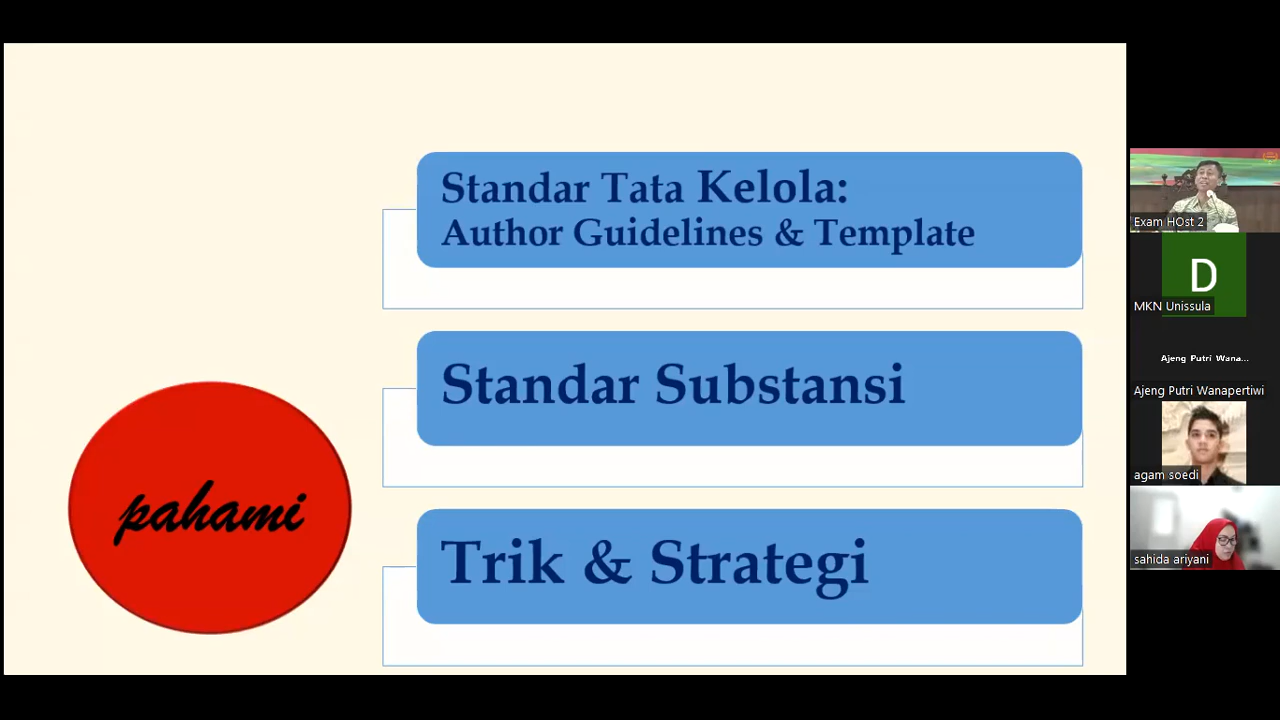 Standar Tata Kelola:
Author Guidelines & Template
Standar Substansi
pahami
Trik & Strategi
Exam HOst 2
D
MKN Unissula
Ajeng Putri Wana...
Ajeng Putri Wanapertiwi
agam soedi
sahida ariyani